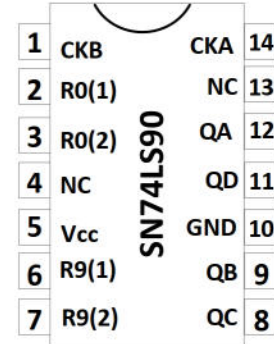 1 CKB CKA 14
2 R0(1) NC 13
3 R0(2) QA 12
4 NC QD 11
5 Vcc GND 10
6 R9(1) QB 9
7 R9(2) QC 8
SN74LS90